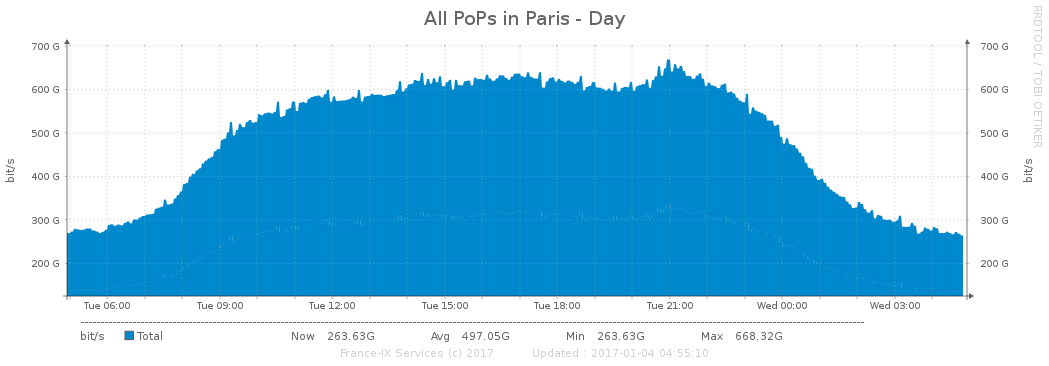 All PoPs in Paris - Day
RRDTOOL / TOBI OETIKER
bit/s
700 G
600 G
500 G
400 G
300 G
200 G
700 G
600 G
500 G
400 G
300 G
200 G
bit/s
Tue 06:00 Tue 09:00 Tue 12:00 Tue 15:00 Tue 18:00 Tue 21:00 Wed 00:00 Wed 03:00
bit/s Total Now 263.63G Avg 497.05G Min 263.63G Max 668.32G
France-IX Services (c) 2017 Updated : 2017-01-04 04:55:10